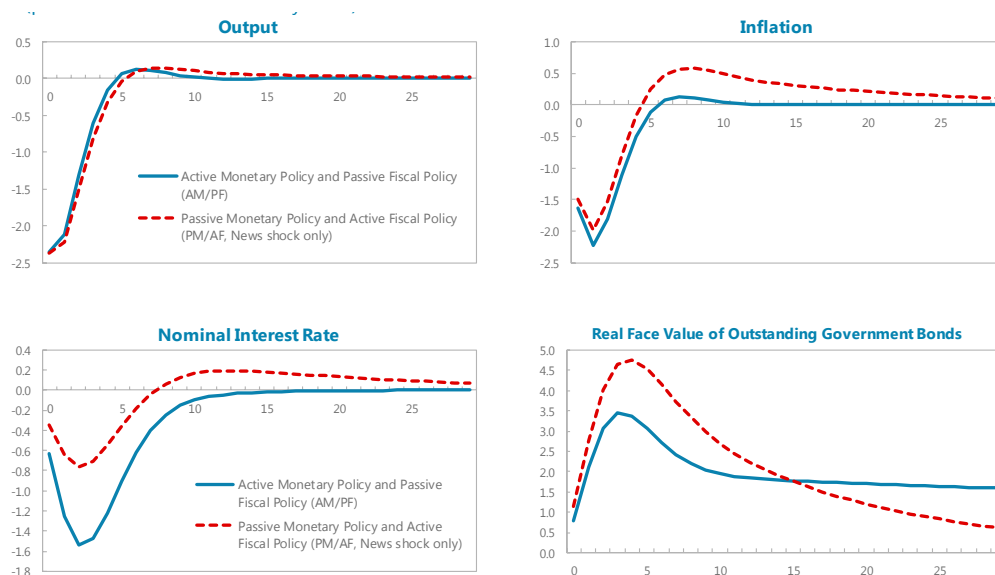 Output
0.5
0.0
-0.5
-1.0
-1.5
-2.0
-2.5
0 5 10 15 20 25
Active Monetary Policy and Passive Fiscal Policy
(AM/PF)
Passive Monetary Policy and Active Fiscal Policy
(PM/AF, News shock only)
Inflation
1.0
0.5
0.0
-0.5
-1.0
-1.5
-2.0
-2.5
0 5 10 15 20 25
Nominal Interest Rate
0.4
0.2
0.0
-0.2
-0.4
-0.6
-0.8
-1.0
-1.2
-1.4
-1.6
-1.8
0 5 10 15 20 25
Active Monetary Policy and Passive
Fiscal Policy (AM/PF)
Passive Monetary Policy and Active
Fiscal Policy (PM/AF, News shock only)
Real Face Value of Outstanding Government Bonds
5.0
4.5
4.0
3.5
3.0
2.5
2.0
1.5
1.0
0.5
0.0
0 5 10 15 20 25